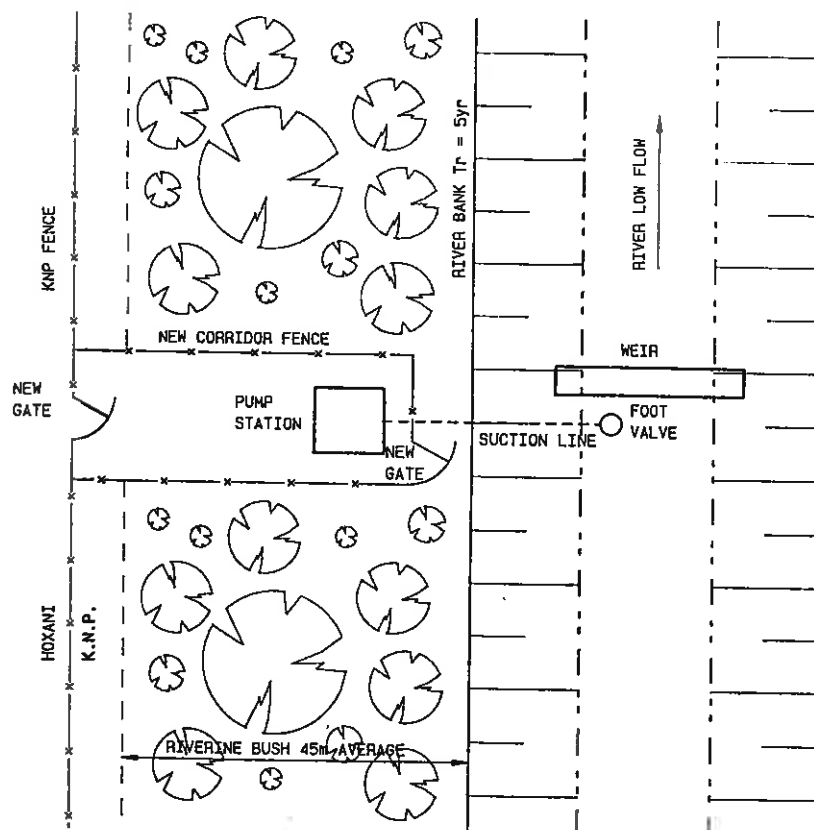 KNP FENCE
RIVER BANK Tr = 5yr
RIVER LOW FLOW
NEW CORRIDOR FENCE
WEIR
NEW
GATE
PUMP
STATION
FOOT
VALVE
SUCTION LINE
NEW
GATE
HOXANI
K.N.P.
RIVERINE BUSH 45m AVERAGE